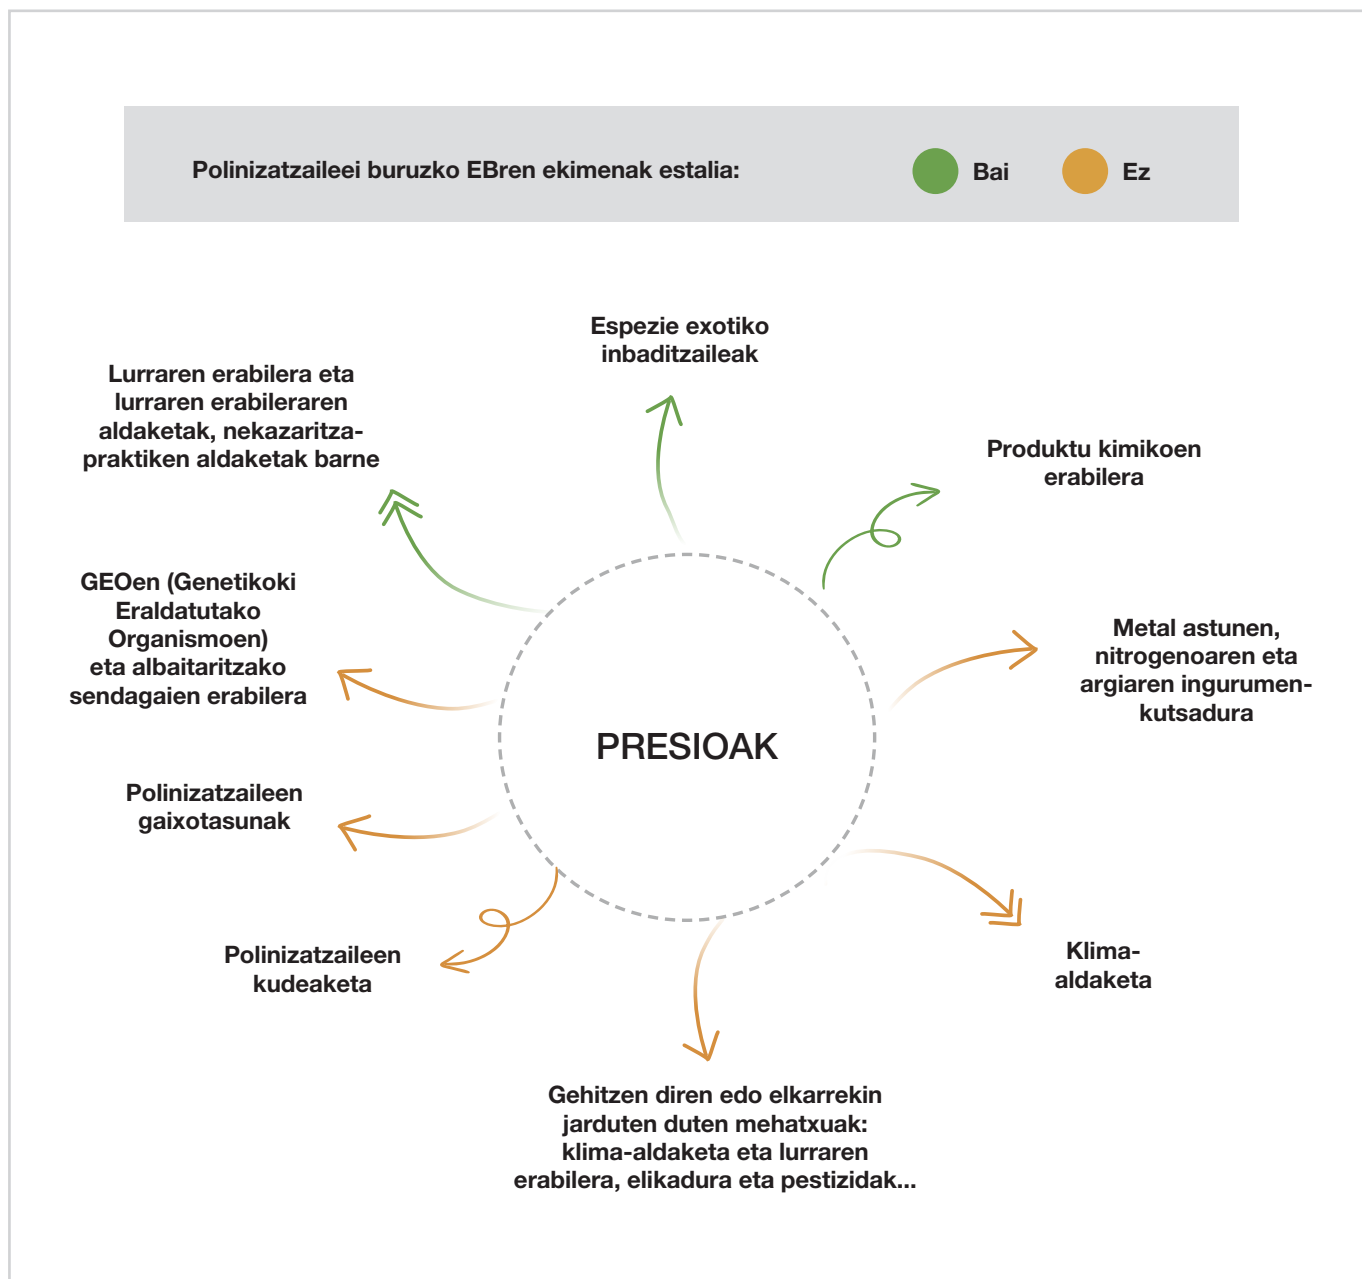 Polinizatzaileei buruzko EBren ekimenak estalia:
Bai
Ez
Espezie exotiko
inbaditzaileak
Lurraren erabilera eta
lurraren erabileraren
aldaketak, nekazaritza-
praktiken aldaketak barne
Produktu kimikoen
erabilera
GEOen (Genetikoki
Eraldatutako
Organismoen)
eta albaitaritzako
sendagaien erabilera
Metal astunen,
nitrogenoaren eta
argiaren ingurumen-
kutsadura
PRESIOAK
Polinizatzaileen
gaixotasunak
Polinizatzaileen
kudeaketa
Klima-
aldaketa
Gehitzen diren edo elkarrekin
jarduten duten mehatxuak:
klima-aldaketa eta lurraren
erabilera, elikadura eta pestizidak...